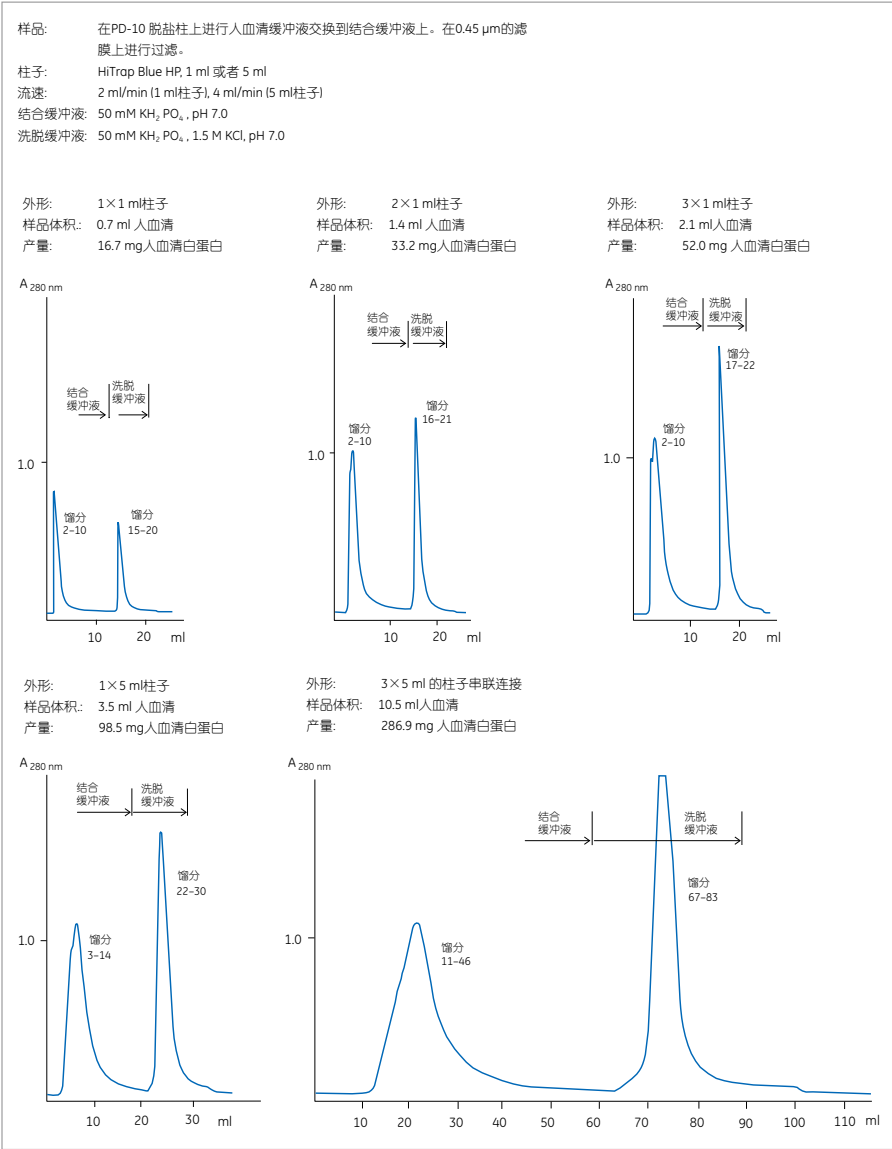 样品: 在PD-10 脱盐柱上进行人血清缓冲液交换到结合缓冲液上。在0.45 µm的滤
膜上进行过滤。
柱子: HiTrap Blue HP, 1 ml 或者 5 ml
流速: 2 ml/min (1 ml柱子), 4 ml/min (5 ml柱子)
结合缓冲液: 50 mM KH₂ PO₄ , pH 7.0
洗脱缓冲液: 50 mM KH₂ PO₄ , 1.5 M KCl, pH 7.0
外形: 1×1 ml柱子
样品体积.: 0.7 ml 人血清
产量: 16.7 mg人血清白蛋白
A 280 nm
结合
缓冲液
洗脱
缓冲液
1.0
馏分
2–10
馏分
15–20
10 20 ml
外形: 2×1 ml柱子
样品体积: 1.4 ml 人血清
产量: 33.2 mg人血清白蛋白
A 280 nm
结合
缓冲液
洗脱
缓冲液
1.0
馏分
2–10
馏分
16–21
10 20 ml
外形: 3×1 ml柱子
样品体积: 2.1 ml人血清
产量: 52.0 mg 人血清白蛋白
A 280 nm
结合
缓冲液
洗脱
缓冲液
1.0
馏分
2–10
馏分
17–22
10 20 ml
外形: 1×5 ml柱子
样品体积.: 3.5 ml 人血清
产量: 98.5 mg人血清白蛋白
A 280 nm
结合
缓冲液
洗脱
缓冲液
1.0
馏分
3–14
馏分
22–30
10 20 30 ml
外形: 3×5 ml 的柱子串联连接
样品体积: 10.5 ml人血清
产量: 286.9 mg 人血清白蛋白
A 280 nm
结合
缓冲液
洗脱
缓冲液
1.0
馏分
11–46
馏分
67–83
10 20 30 40 50 60 70 80 90 100 110 ml